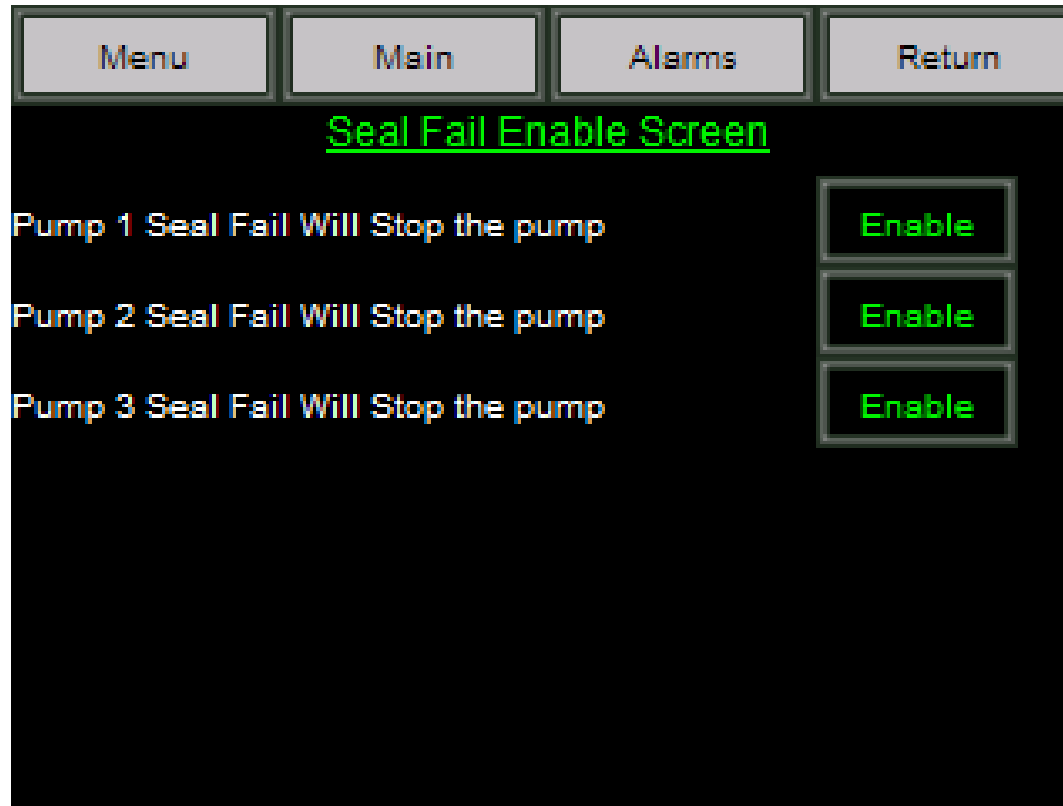 Menu Main Alarms Return
Seal Fail Enable Screen
Pump 1 Seal Fail Will Stop the pump Enable
Pump 2 Seal Fail Will Stop the pump Enable
Pump 3 Seal Fail Will Stop the pump Enable